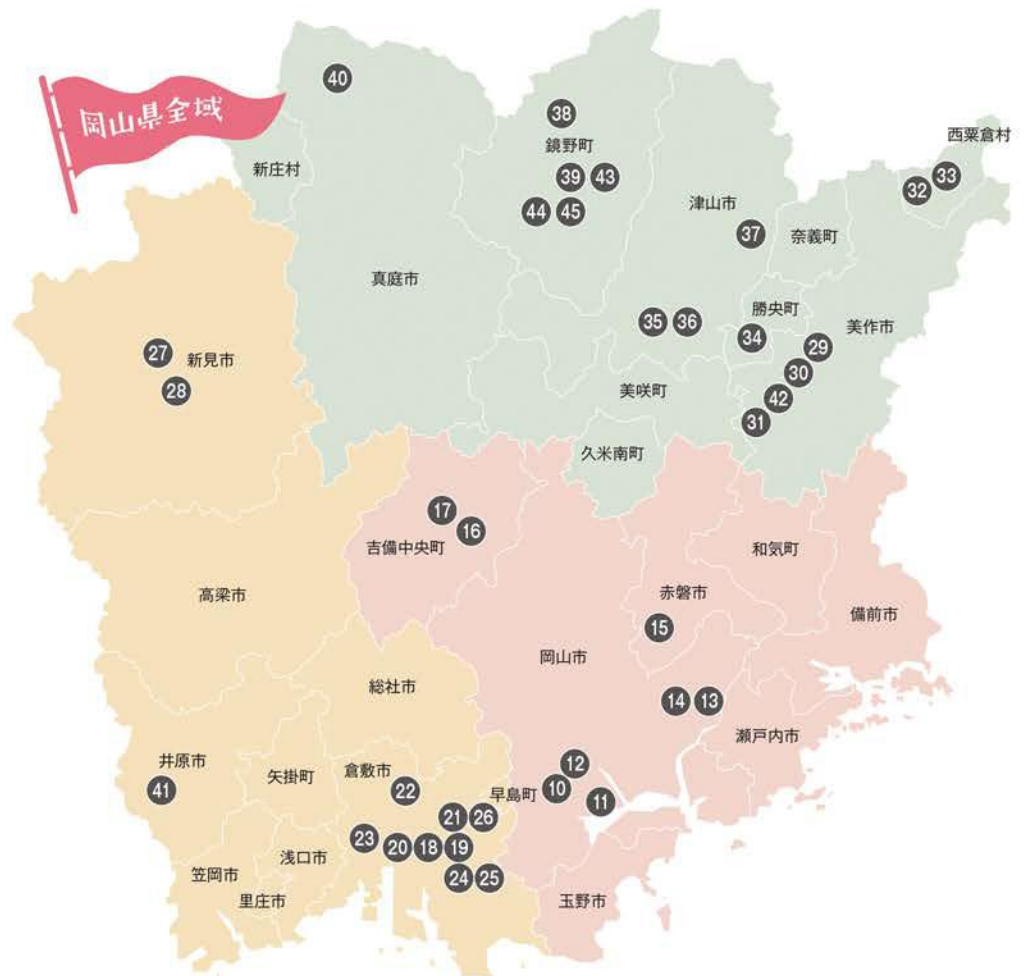 岡山県全域
40
38
鏡野町
西粟倉村
新庄村
39 43
32 33
44 45
津山市
37
奈義町
真庭市
勝央町
35 36
34
美作市
29
27
新見市
30
28
美咲町
42
31
久米南町
17
16
吉備中央町
和気町
高梁市
赤磐市
備前市
15
岡山市
総社市
14 13
瀬戸内市
井原市
矢掛町
倉敷市
12
41
22
早島町
10
11
21 26
23
20 18 19
浅口市
笠岡市
24 25
里庄市
玉野市